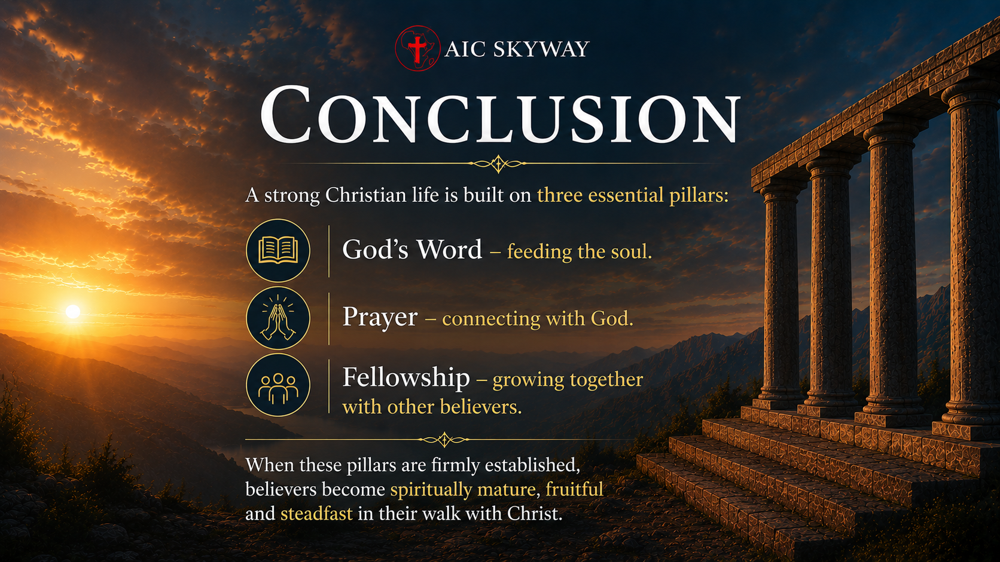 AIC SKYWAY
CONCLUSION
A strong Christian life is built on three essential pillars:
God's Word – feeding the soul.
Prayer – connecting with God.
Fellowship – growing together
with other believers.
When these pillars are firmly established,
believers become spiritually mature, fruitful
and steadfast in their walk with Christ.